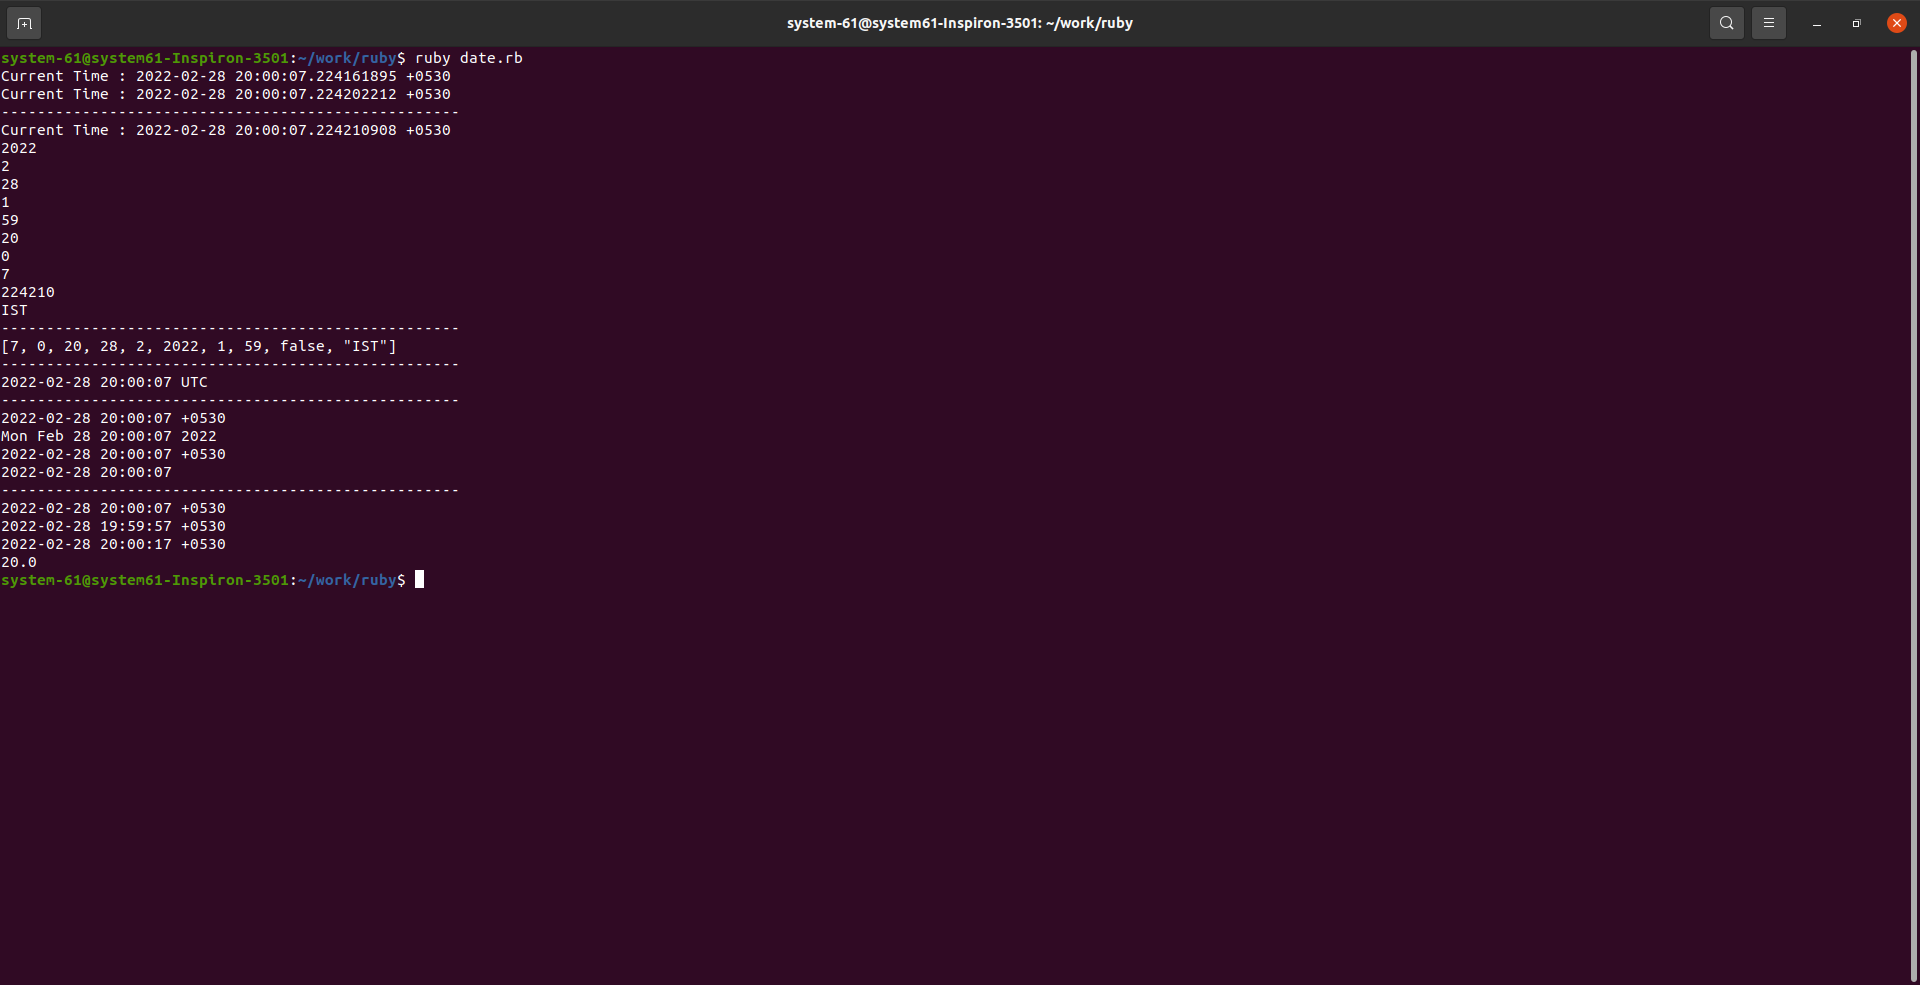 system-61@system61-Inspiron-3501: ~/work/ruby
system-61@system61-Inspiron-3501:~/work/ruby$ ruby date.rb
Current Time : 2022-02-28 20:00:07.224161895 +0530
Current Time : 2022-02-28 20:00:07.224202212 +0530
---------------------------------------------------
Current Time : 2022-02-28 20:00:07.224210908 +0530
2022
2
28
1
59
20
0
7
224210
IST
---------------------------------------------------
[7, 0, 20, 28, 2, 2022, 1, 59, false, "IST"]
---------------------------------------------------
2022-02-28 20:00:07 UTC
---------------------------------------------------
2022-02-28 20:00:07 +0530
Mon Feb 28 20:00:07 2022
2022-02-28 20:00:07 +0530
2022-02-28 20:00:07
---------------------------------------------------
2022-02-28 20:00:07 +0530
2022-02-28 19:59:57 +0530
2022-02-28 20:00:17 +0530
20.0
system-61@system61-Inspiron-3501:~/work/ruby$